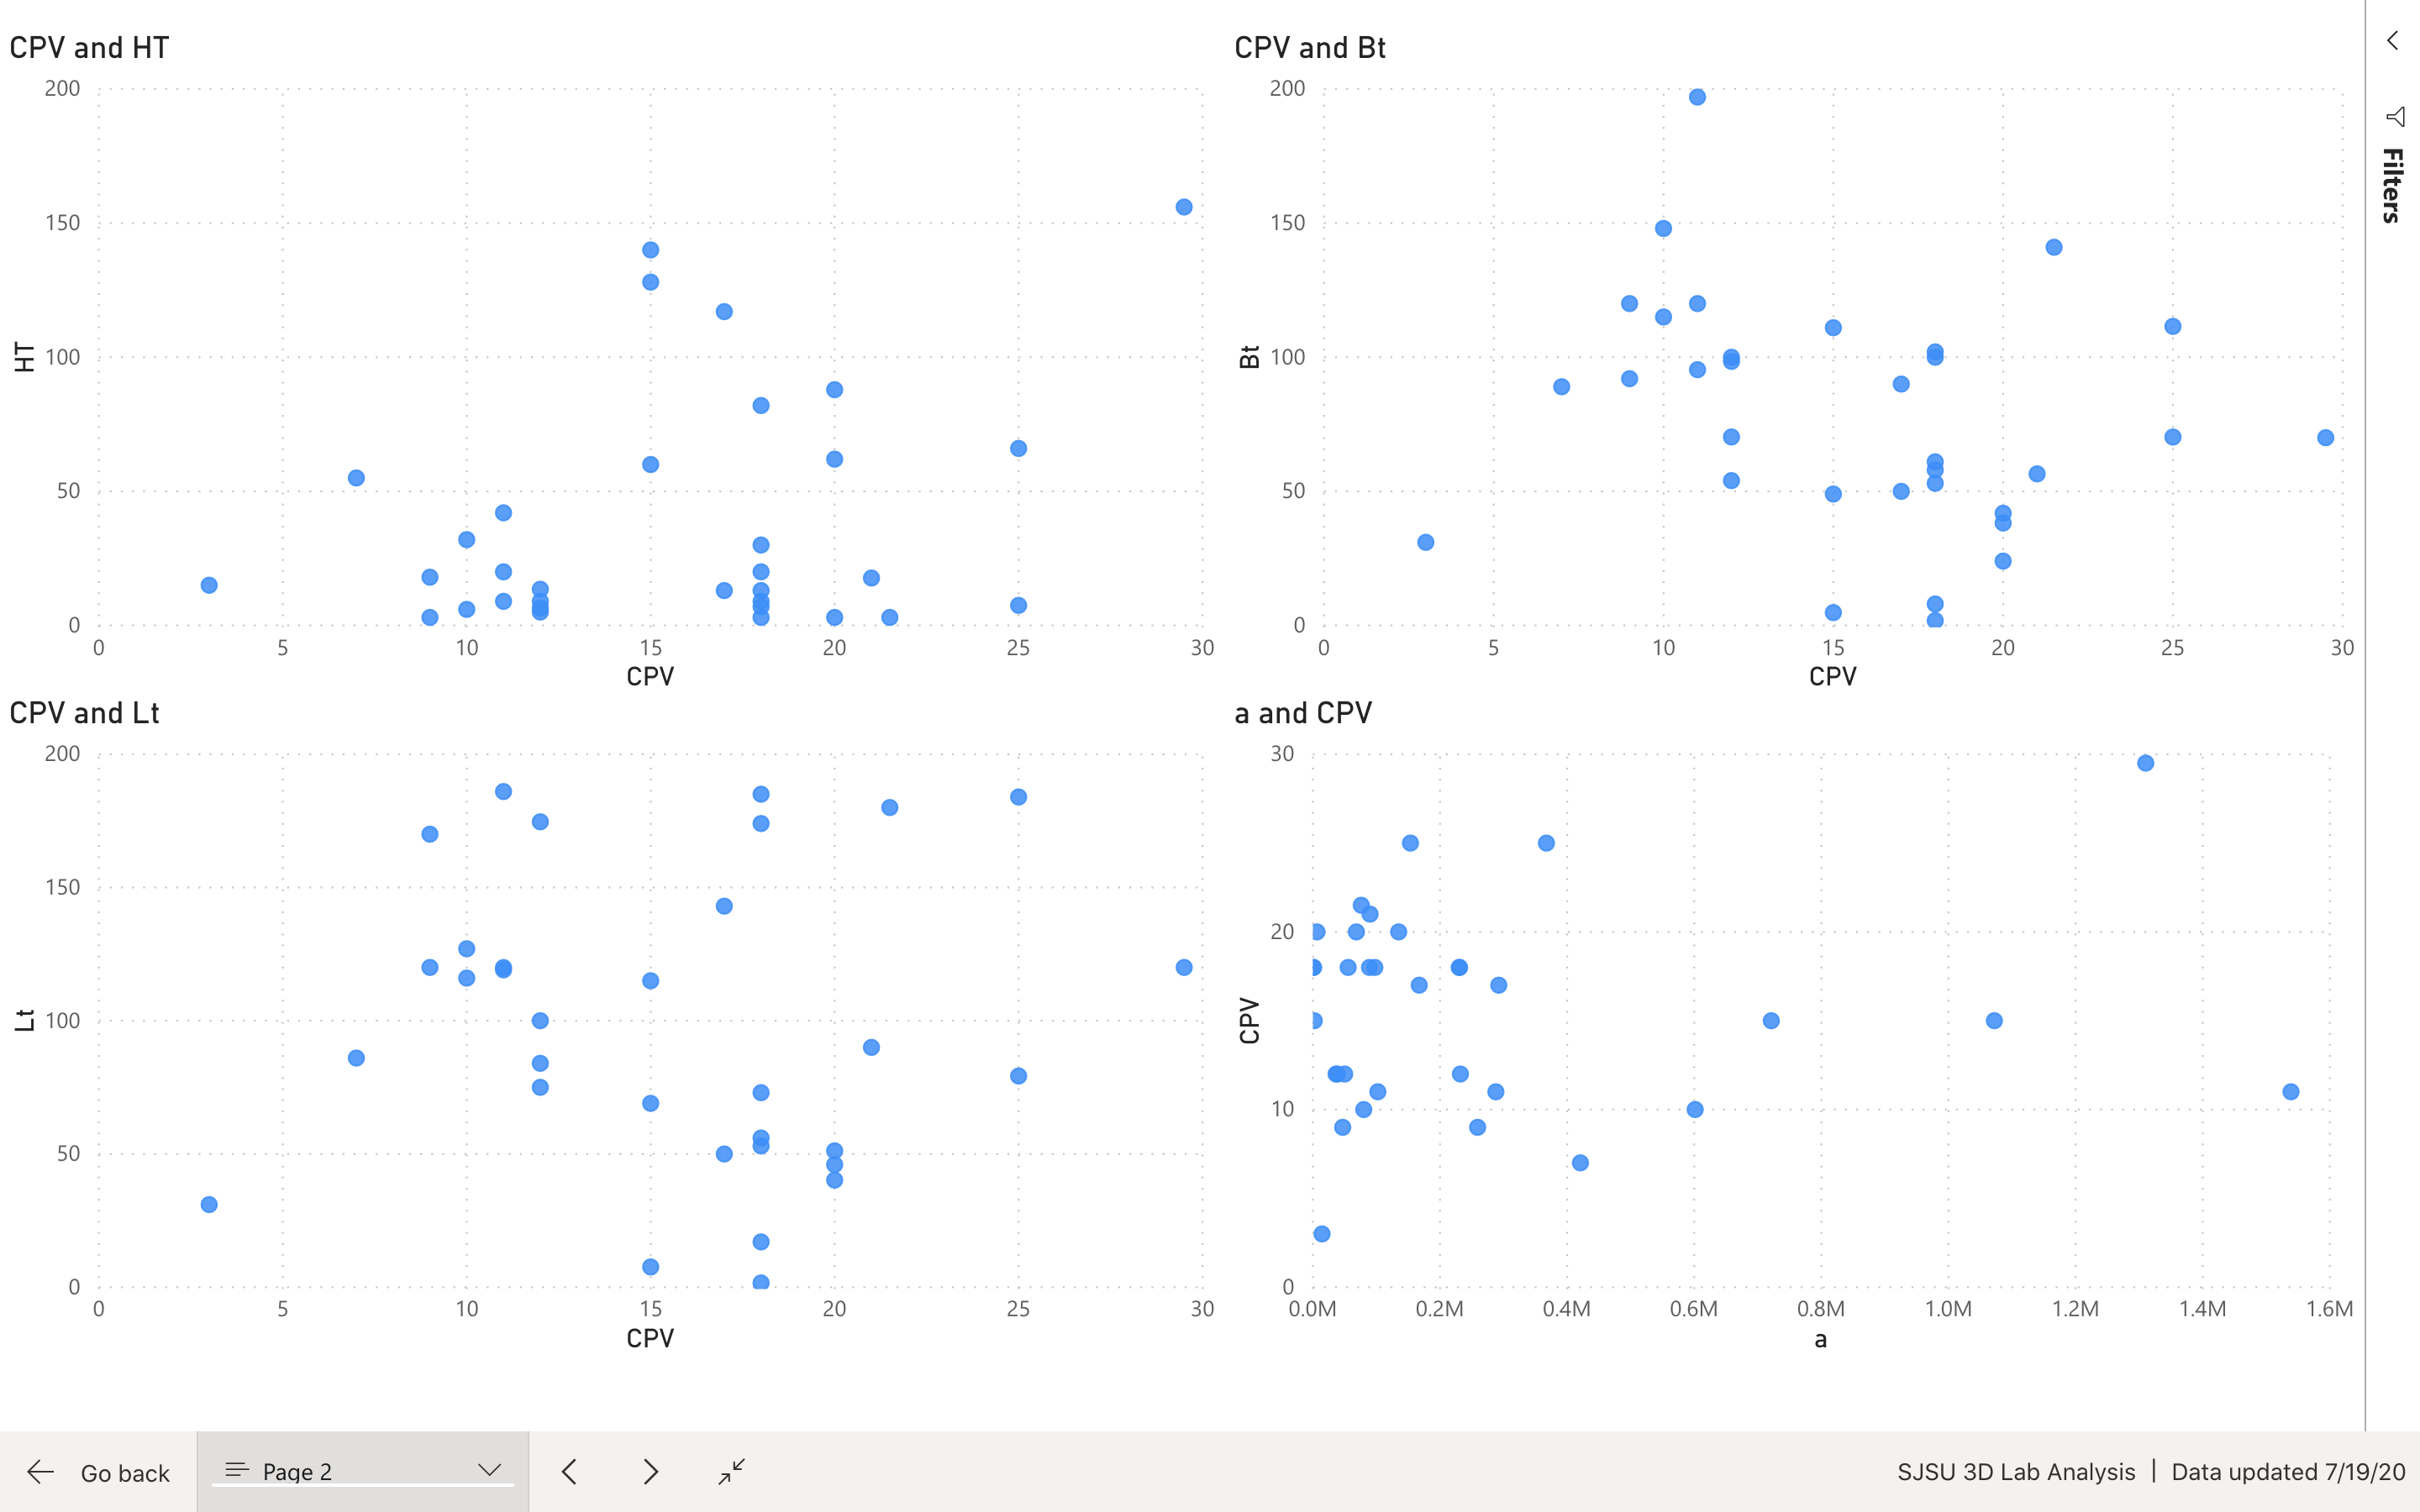 CPV and HT
200
150
100
50
0
HT
0 5 10 15 20 25 30
CPV
CPV and Bt
200
150
100
50
0
Bt
0 5 10 15 20 25 30
CPV
CPV and Lt
200
150
100
50
0
Lt
0 5 10 15 20 25 30
CPV
a and CPV
30
20
10
0
CPV
0.0M 0.2M 0.4M 0.6M 0.8M 1.0M 1.2M 1.4M 1.6M
a
Filters
Go back
Page 2
SJSU 3D Lab Analysis | Data updated 7/19/20